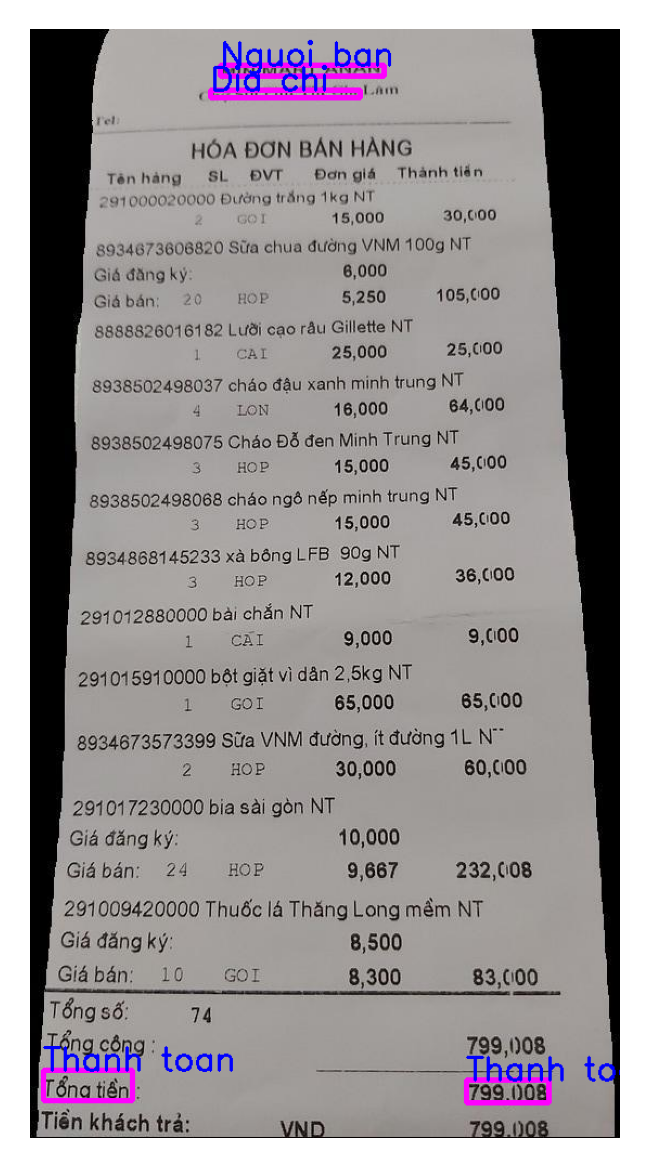 Nguoi ban
Dia chi
Lâm
Tel:
HÓA ĐƠN BÁN HÀNG
Tên hàng SL ĐVT Đơn giá Thành tiền
291000020000 Đường trắng 1kg NT
2 GOI 15,000 30,000
8934673606820 Sữa chua đường VNM 100g NT
Giá đăng ký: 6,000
Giá bán: 20 HOP 5,250 105,000
8888826016182 Lưỡi cạo râu Gillette NT
1 CAI 25,000 25,000
8938502498037 cháo đậu xanh minh trung NT
4 LON 16,000 64,000
8938502498075 Cháo Đỗ đen Minh Trung NT
3 HOP 15,000 45,000
8938502498068 cháo ngô nếp minh trung NT
3 HOP 15,000 45,000
8934868145233 xà bông LFB 90g NT
3 HOP 12,000 36,000
291012880000 bài chắn NT
1 CÁI 9,000 9,000
291015910000 bột giặt vì dân 2,5kg NT
1 GOI 65,000 65,000
8934673573399 Sữa VNM đường, ít đường 1L
2 HOP 30,000 60,000
291017230000 bia sài gòn NT
Giá đăng ký: 10,000
Giá bán: 24 HOP 9,667 232,008
291009420000 Thuốc lá Thăng Long mềm NT
Giá đăng ký: 8,500
Giá bán: 10 GOI 8,300 83,000
Tổng số: 74
Tổng cộng : 799,008
Thanh toan Thanh to
Tổng tiền : 799.008
Tiền khách trả: VND 799.008